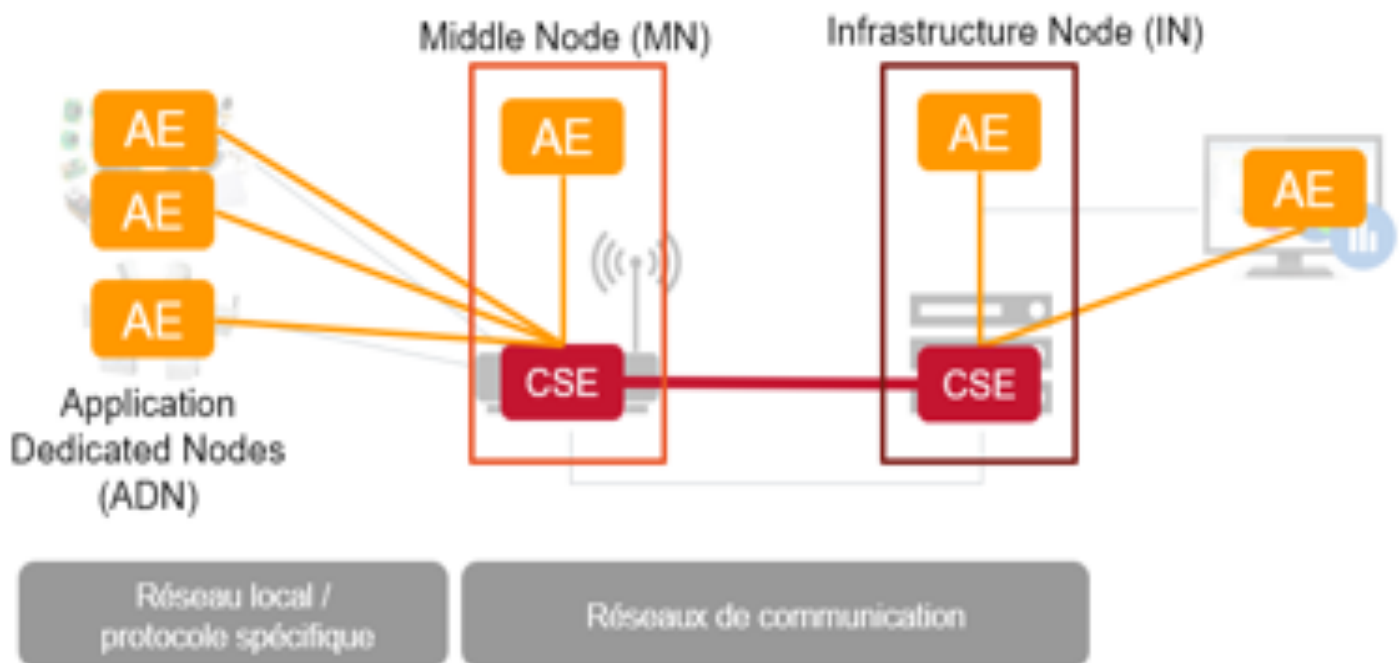 Middle Node (MN)
Infrastructure Node (IN)
AE
AE
AE
AE
AE
AE
CSE
CSE
Application
Dedicated Nodes
(ADN)
Réseau local /
protocole spécifique
Réseaux de communication